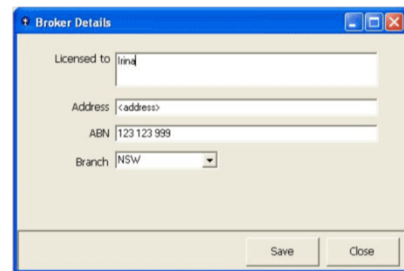 Broker Details
Licensed to Irina
Address <address>
ABN 123 123 999
Branch NSW
Save Close